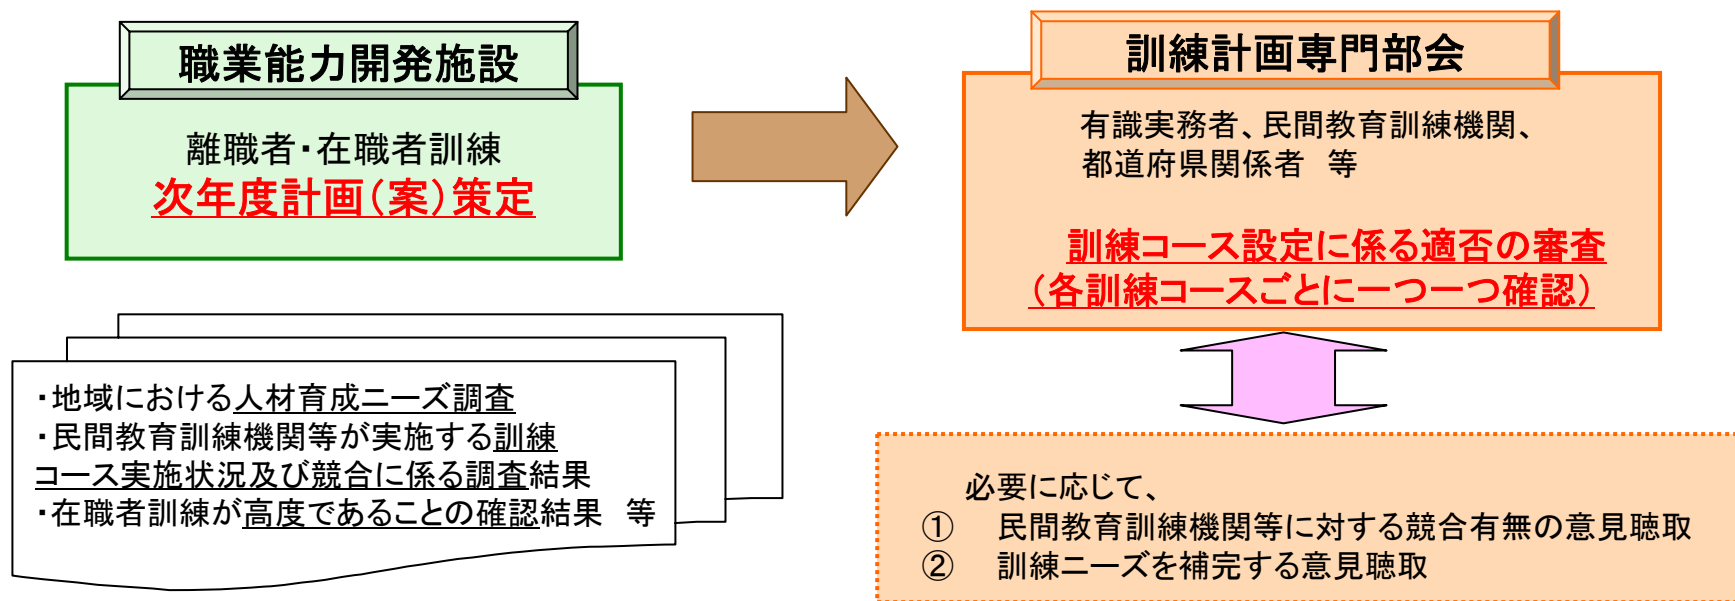 職業能力開発施設
離職者・在職者訓練
次年度計画（案）策定
・地域における人材育成ニーズ調査
・民間教育訓練機関等が実施する訓練
コース実施状況及び競合に係る調査結果
・在職者訓練が高度であることの確認結果　等
訓練計画専門部会
有識実務者、民間教育訓練機関、
都道府県関係者　等
訓練コース設定に係る適否の審査
（各訓練コースごとに一つ一つ確認）
必要に応じて、
①　民間教育訓練機関等に対する競合有無の意見聴取
②　訓練ニーズを補完する意見聴取